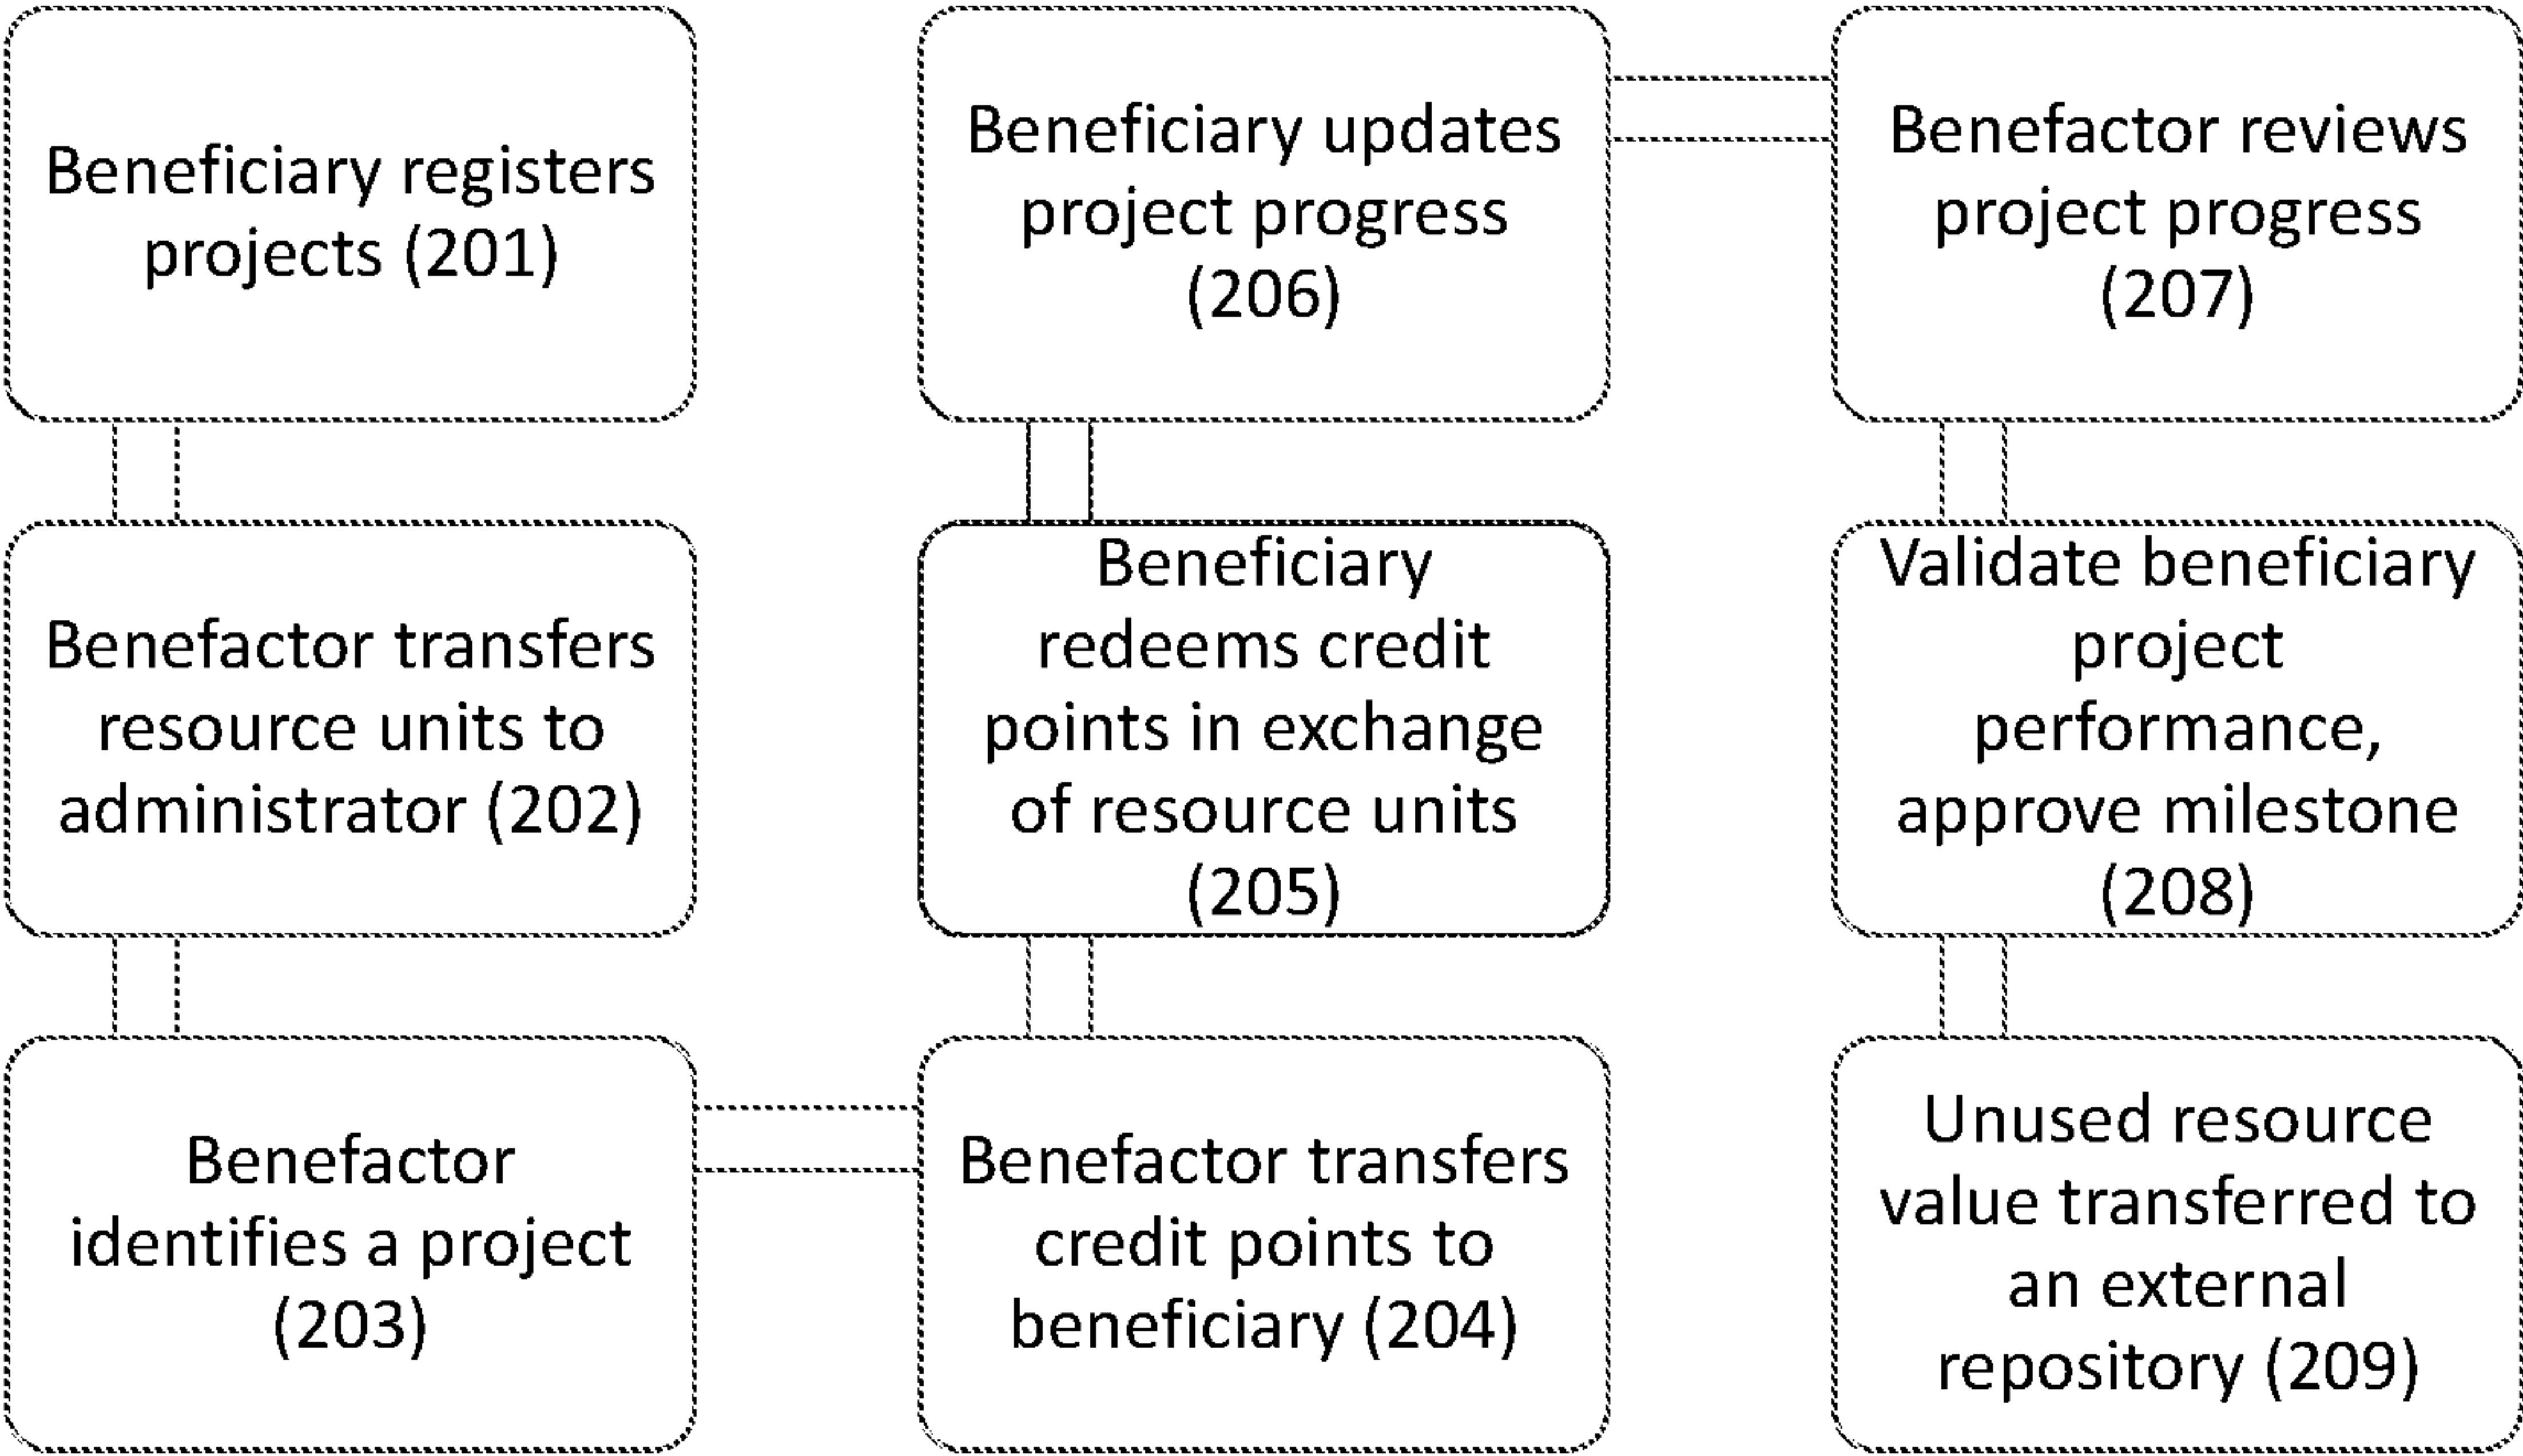 Beneficiary registers
projects (201)
Benefactor transfers
resource units to
administrator (202)
Benefactor
identifies a project
(203)
Benefactor transfers
credit points to
beneficiary (204)
Beneficiary
redeems credit
points in exchange
of resource units
(205)
Beneficiary updates
project progress
(206)
Benefactor reviews
project progress
(207)
Validate beneficiary
project
performance,
approve milestone
(208)
Unused resource
value transferred to
an external
repository (209)